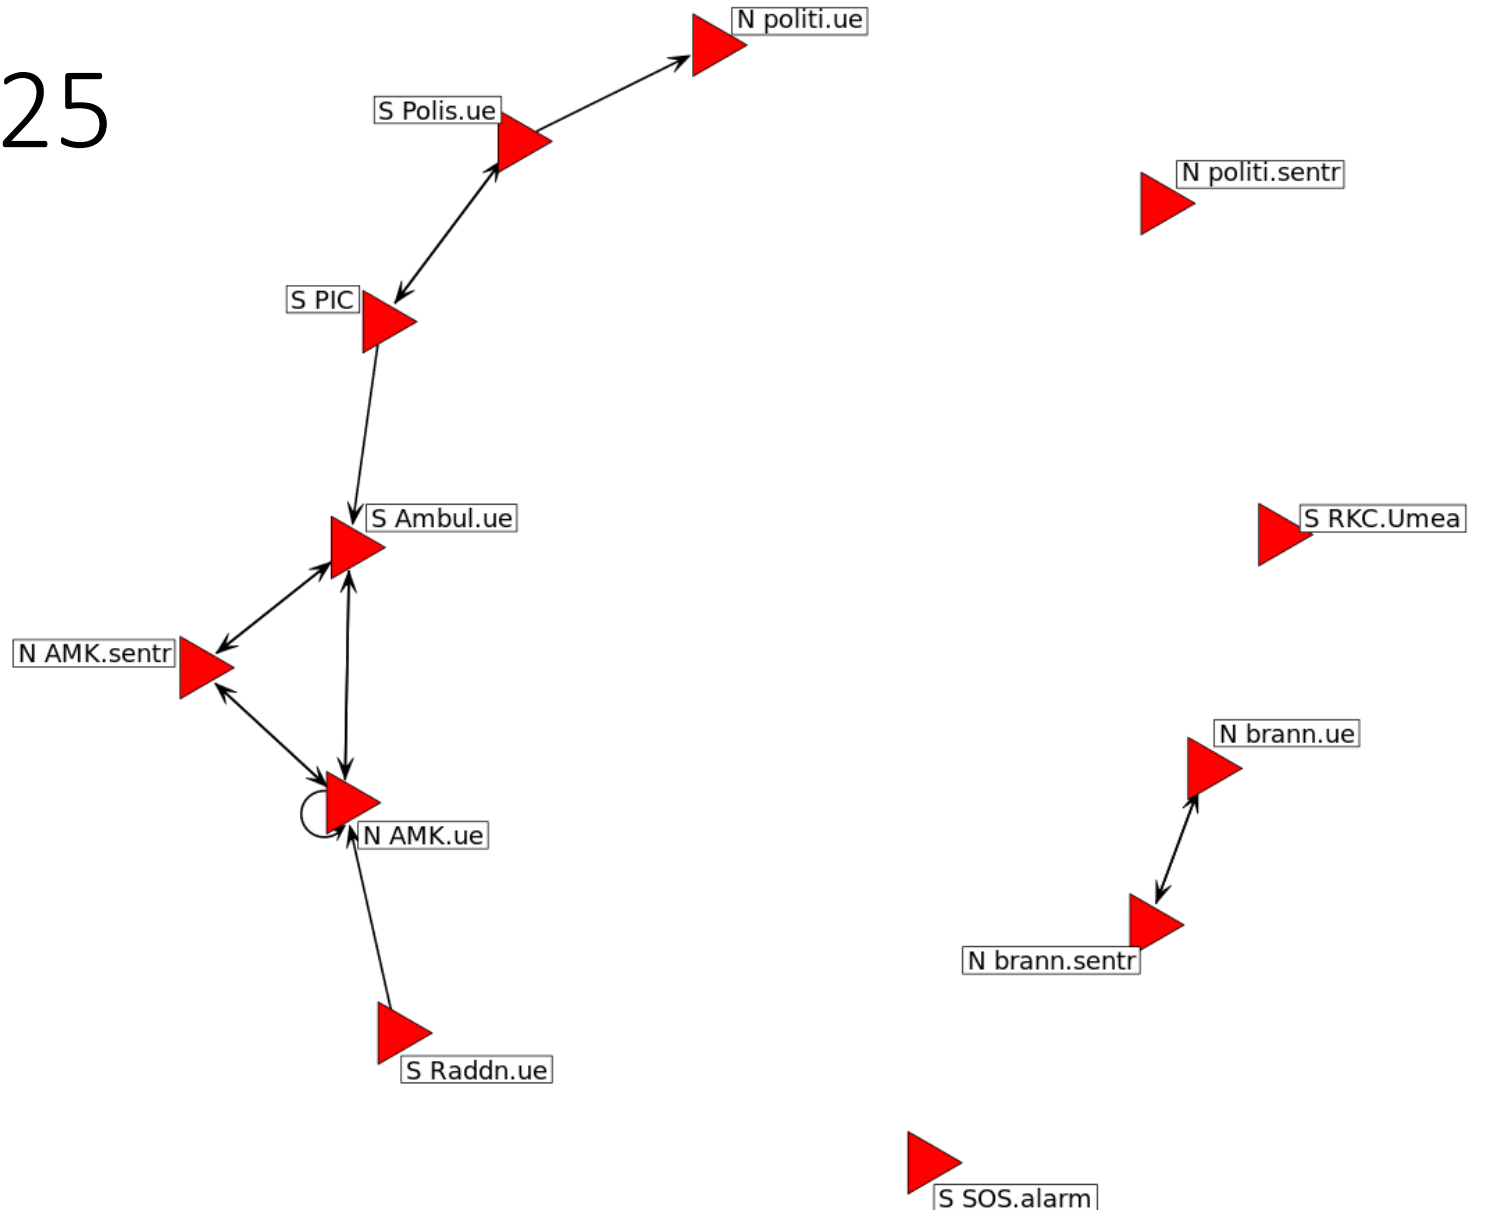 N politi.ue
25
S Polis.ue
N politi.sentr
S PIC
S Ambul.ue
S RKC.Umea
N AMK.sentr
N brann.ue
N AMK.ue
N brann.sentr
S Raddn.ue
S SOS.alarm